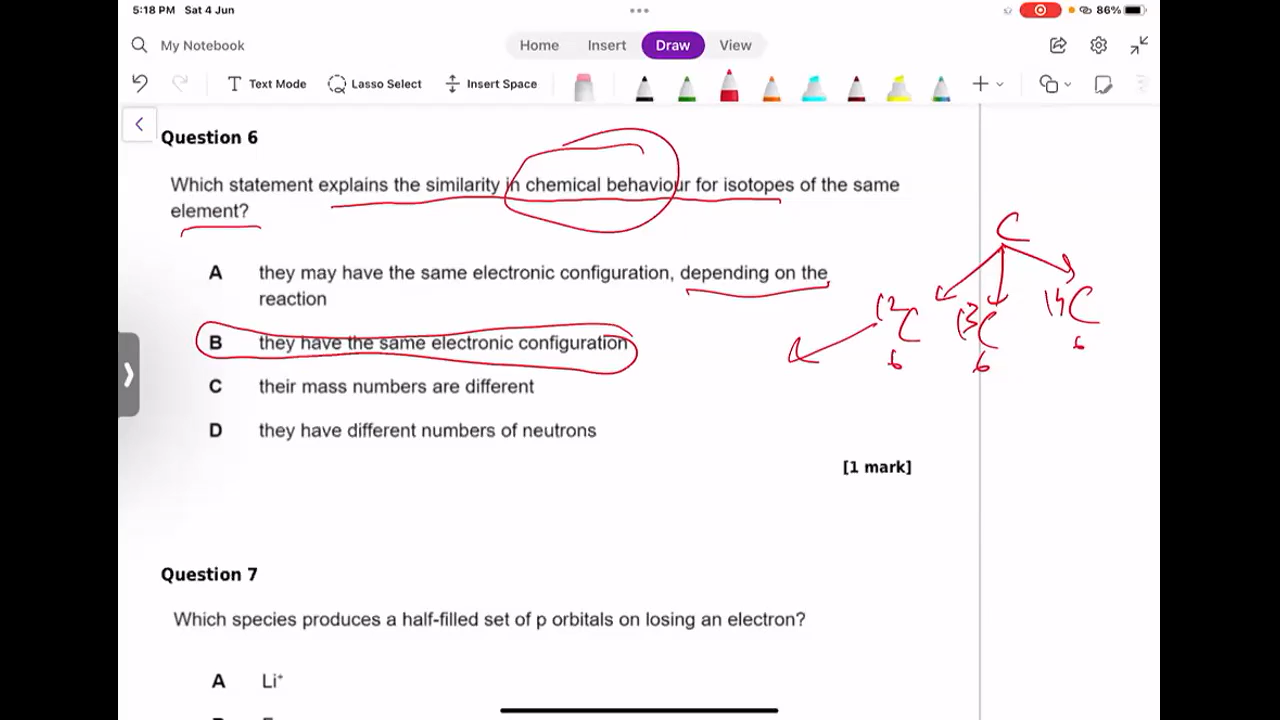 5:18 PM Sat 4 Jun
86%
My Notebook
Home Insert Draw View
Text Mode Lasso Select Insert Space
Question 6
Which statement explains the similarity in chemical behaviour for isotopes of the same
element?
A they may have the same electronic configuration, depending on the
reaction
B they have the same electronic configuration
C their mass numbers are different
D they have different numbers of neutrons
[1 mark]
C
12C 13C 14C
6 6 6
Question 7
Which species produces a half-filled set of p orbitals on losing an electron?
A Li⁺